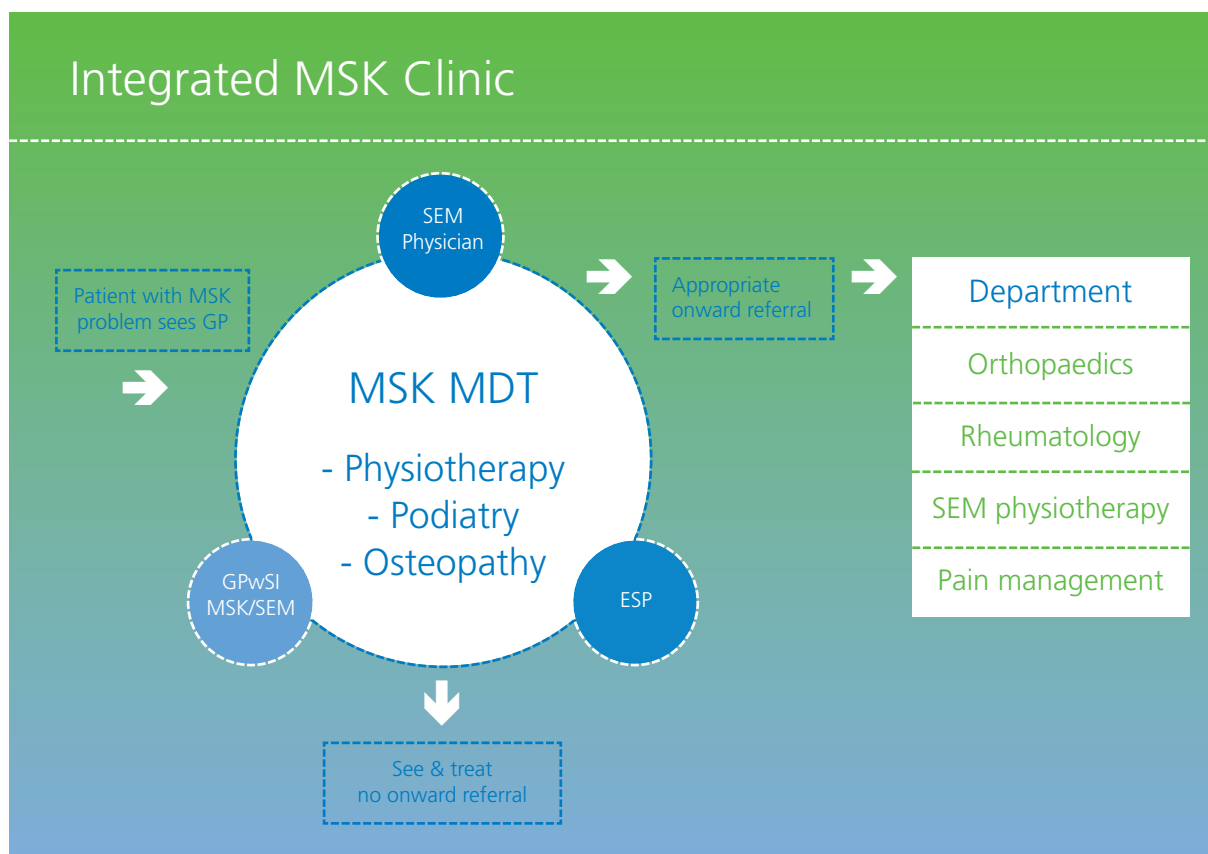 Integrated MSK Clinic
SEM
Physician
Patient with MSK
problem sees GP
Appropriate
onward referral
Department
Orthopaedics
Rheumatology
SEM physiotherapy
Pain management
MSK MDT
- Physiotherapy
- Podiatry
- Osteopathy
GPwSI
MSK/SEM
ESP
See & treat
no onward referral